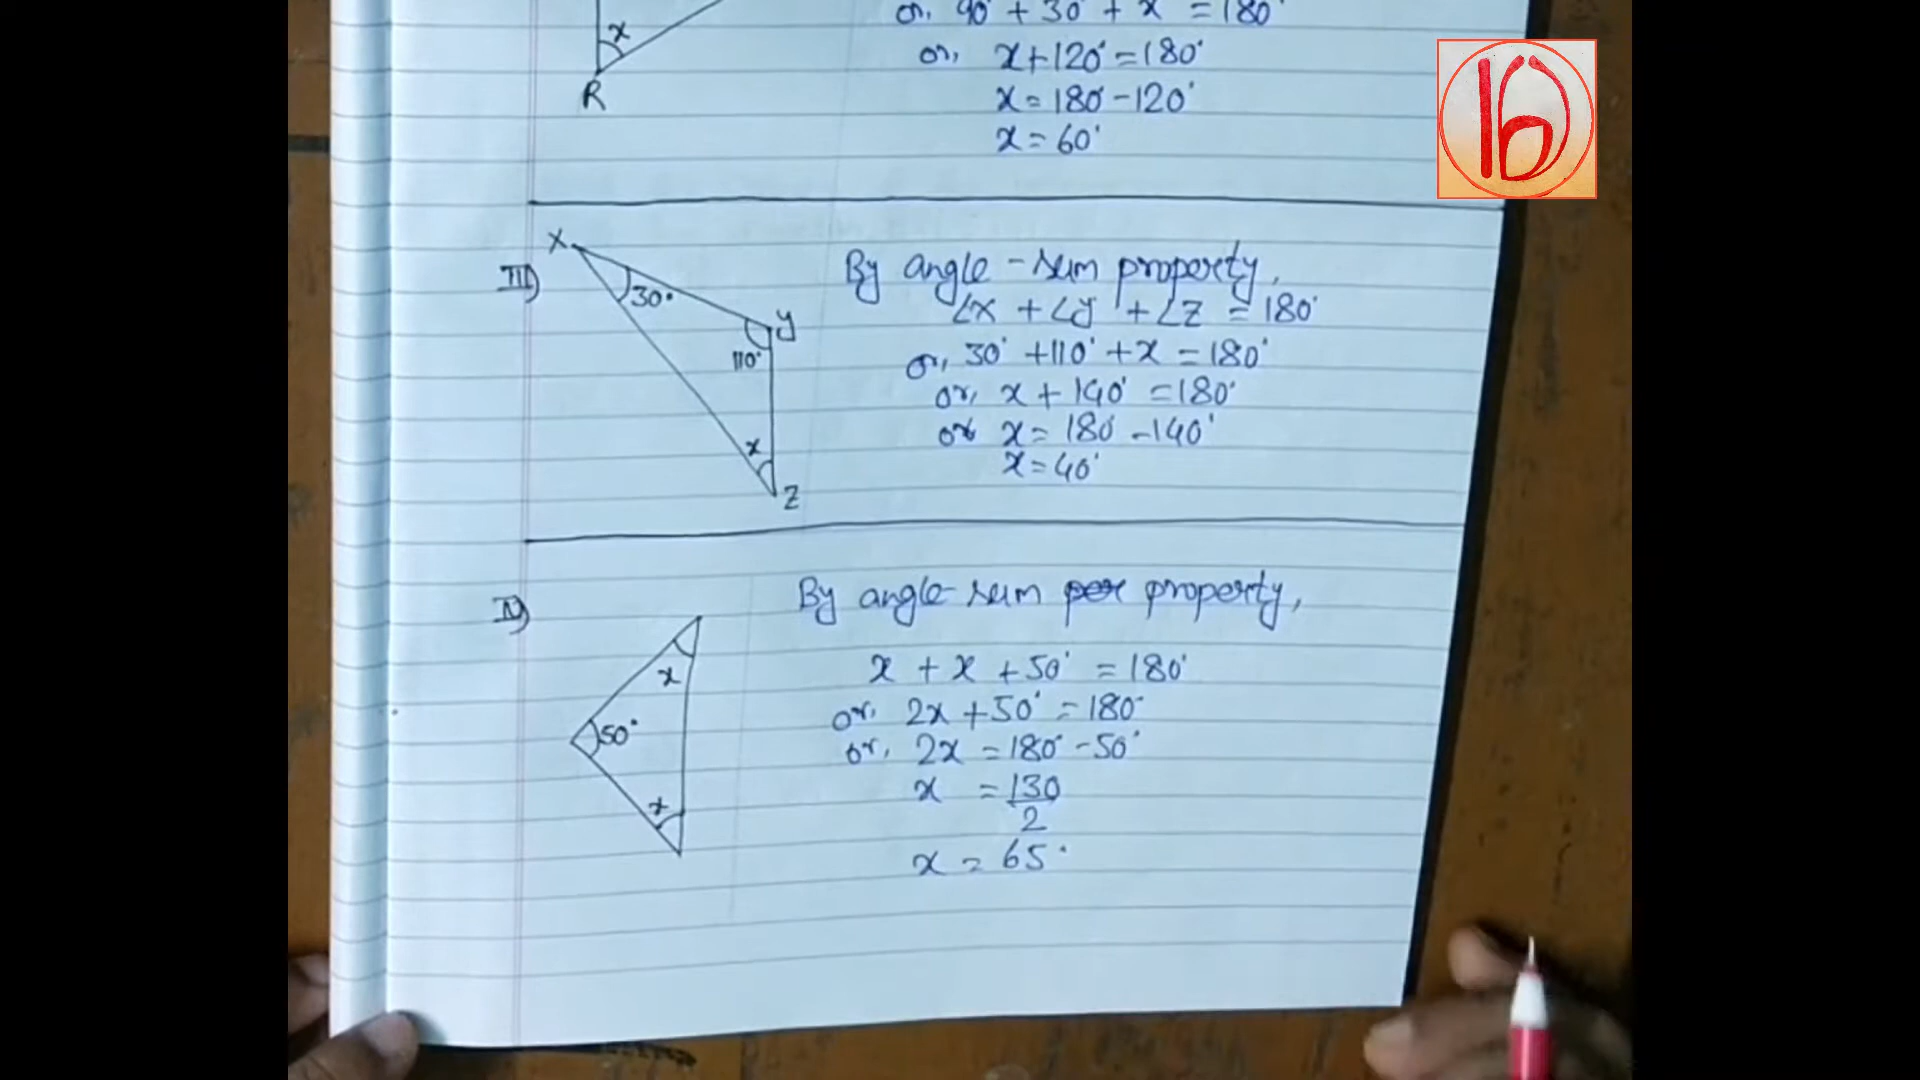 or, 90° + 30° + x = 180°
or, x + 120° = 180°
x = 180° - 120°
x = 60°
x
R
III)
X
30°
Y
110°
x
Z
By angle-sum property,
∠X + ∠Y + ∠Z = 180°
or, 30° + 110° + x = 180°
or, x + 140° = 180°
or x = 180° - 140°
x = 40°
IV)
x
50°
x
By angle-sum property,
x + x + 50° = 180°
or, 2x + 50° = 180°
or, 2x = 180° - 50°
x = 130/2
x = 65°